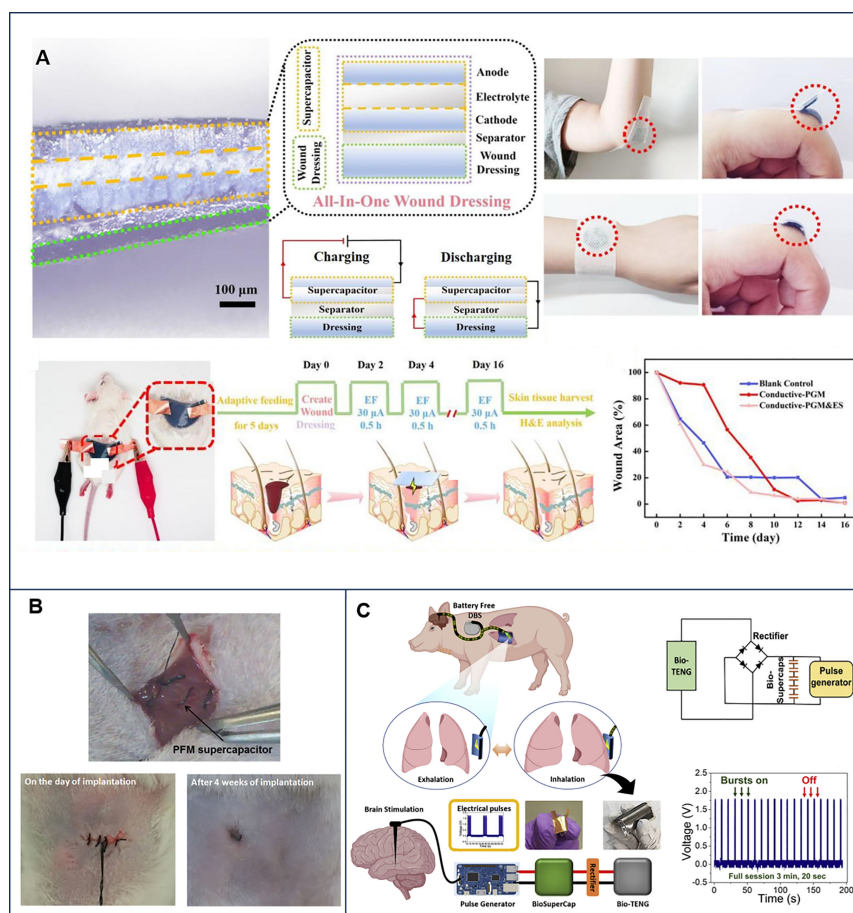 A
Supercapacitor
Wound
Dressing
Anode
Electrolyte
Cathode
Separator
Wound
Dressing
All-In-One Wound Dressing
100 μm
Charging
Supercapacitor
Separator
Dressing
Discharging
Supercapacitor
Separator
Dressing
Adaptive feeding
for 5 days
Day 0
Create
Wound
Dressing
Day 2
EF
30 μA
0.5 h
Day 4
EF
30 μA
0.5 h
Day 16
EF
30 μA
0.5 h
Skin tissue harvest
H&E analysis
Wound Area (%)
100
80
60
40
20
0
Blank Control
Conductive-PGM
Conductive-PGM&ES
0 2 4 6 8 10 12 14 16
Time (day)
B
PFM supercapacitor
On the day of implantation
After 4 weeks of implantation
C
Battery Free
DBS
Exhalation
Inhalation
Brain Stimulation
Electrical pulses
Pulse Generator
BioSuperCap
Rectifier
Bio-TENG
Bio-
TENG
Rectifier
Bio-
Supercaps
Pulse
generator
Voltage (V)
2.5
2.0
1.5
1.0
0.5
0.0
-0.5
Bursts on
Off
Full session 3 min, 20 sec
0 50 100 150 200
Time (s)